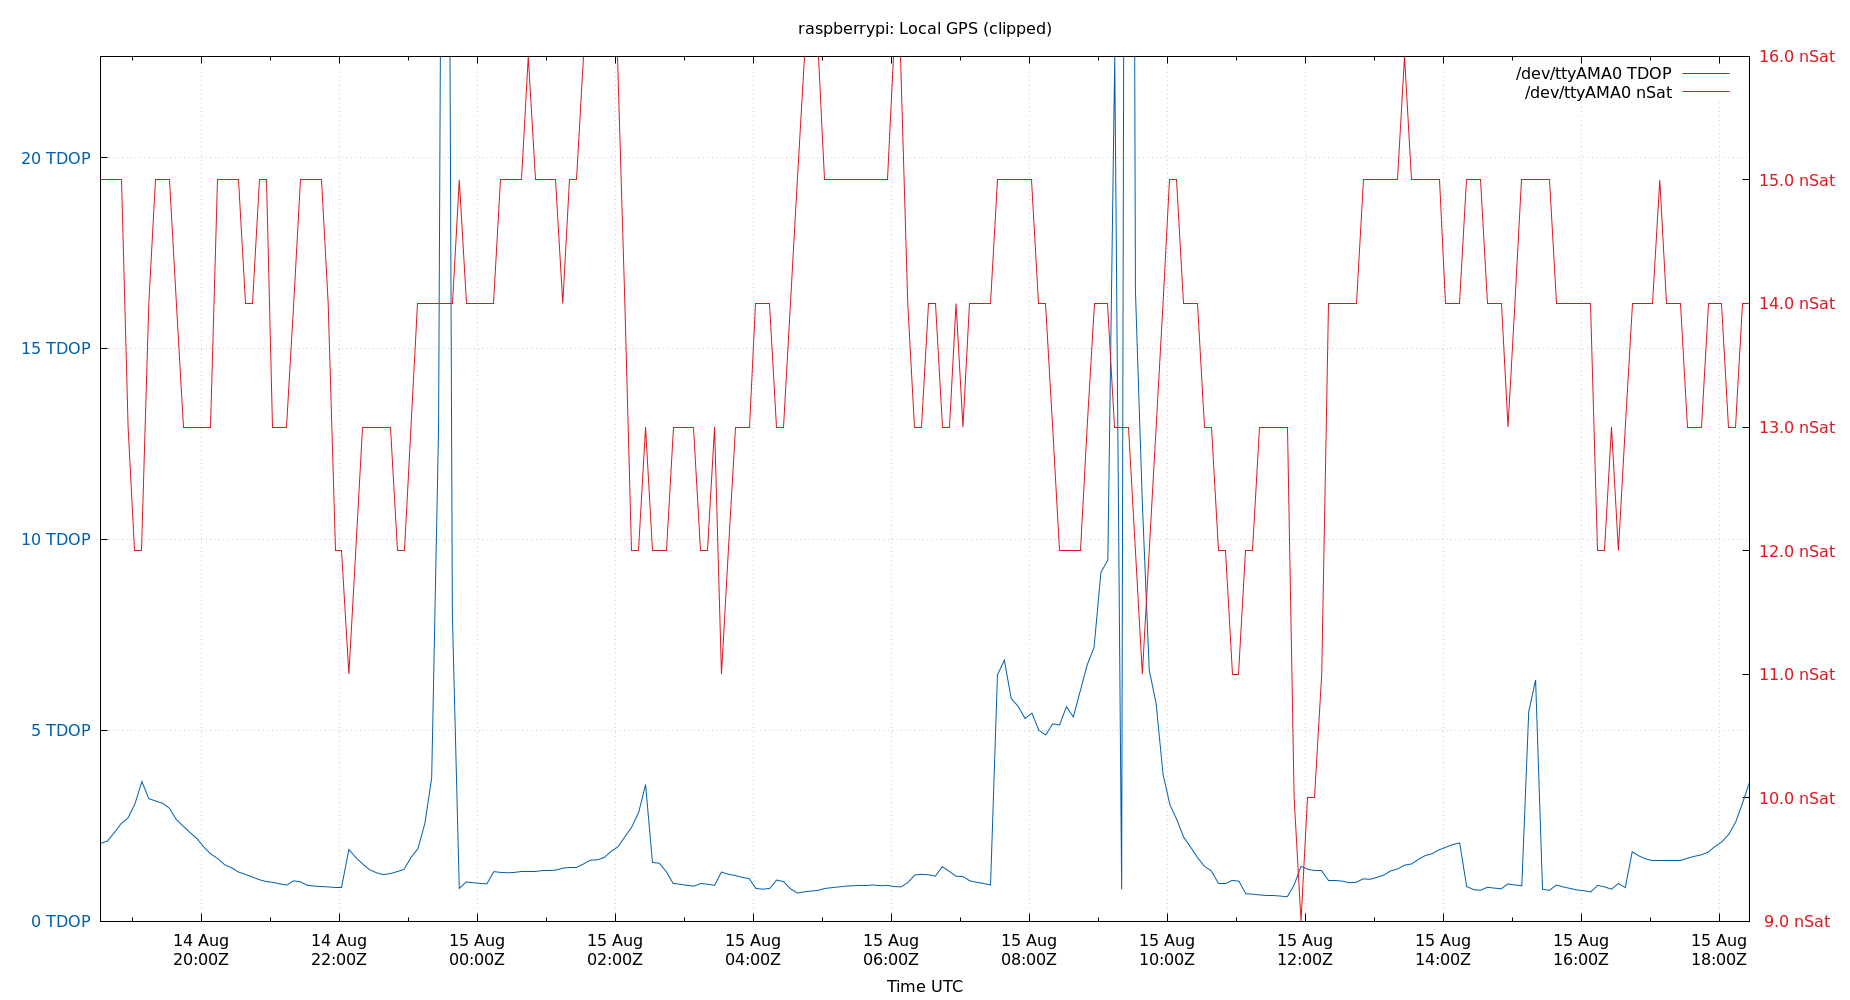 raspberrypi: Local GPS (clipped)
/dev/ttyAMA0 TDOP
/dev/ttyAMA0 nSat
20 TDOP
15 TDOP
10 TDOP
5 TDOP
0 TDOP
16.0 nSat
15.0 nSat
14.0 nSat
13.0 nSat
12.0 nSat
11.0 nSat
10.0 nSat
9.0 nSat
14 Aug
20:00Z
14 Aug
22:00Z
15 Aug
00:00Z
15 Aug
02:00Z
15 Aug
04:00Z
15 Aug
06:00Z
15 Aug
08:00Z
15 Aug
10:00Z
15 Aug
12:00Z
15 Aug
14:00Z
15 Aug
16:00Z
15 Aug
18:00Z
Time UTC